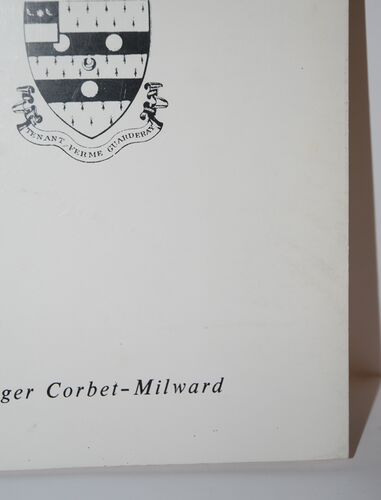 TENANT FERME GUARDERAY
ger Corbet-Milward